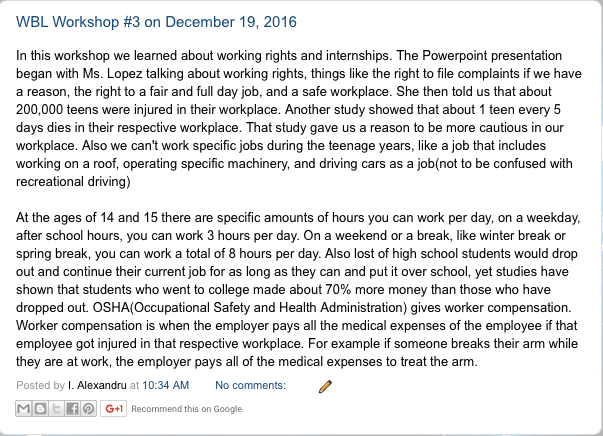 WBL Workshop #3 on December 19, 2016
In this workshop we learned about working rights and internships. The Powerpoint presentation
began with Ms. Lopez talking about working rights, things like the right to file complaints if we have
a reason, the right to a fair and full day job, and a safe workplace. She then told us that about
200,000 teens were injured in their workplace. Another study showed that about 1 teen every 5
days dies in their respective workplace. That study gave us a reason to be more cautious in our
workplace. Also we can't work specific jobs during the teenage years, like a job that includes
working on a roof, operating specific machinery, and driving cars as a job(not to be confused with
recreational driving)
At the ages of 14 and 15 there are specific amounts of hours you can work per day, on a weekday,
after school hours, you can work 3 hours per day. On a weekend or a break, like winter break or
spring break, you can work a total of 8 hours per day. Also lost of high school students would drop
out and continue their current job for as long as they can and put it over school, yet studies have
shown that students who went to college made about 70% more money than those who have
dropped out. OSHA(Occupational Safety and Health Administration) gives worker compensation.
Worker compensation is when the employer pays all the medical expenses of the employee if that
employee got injured in that respective workplace. For example if someone breaks their arm while
they are at work, the employer pays all of the medical expenses to treat the arm.
Posted by I. Alexandru at 10:34 AM No comments:
G+1 Recommend this on Google